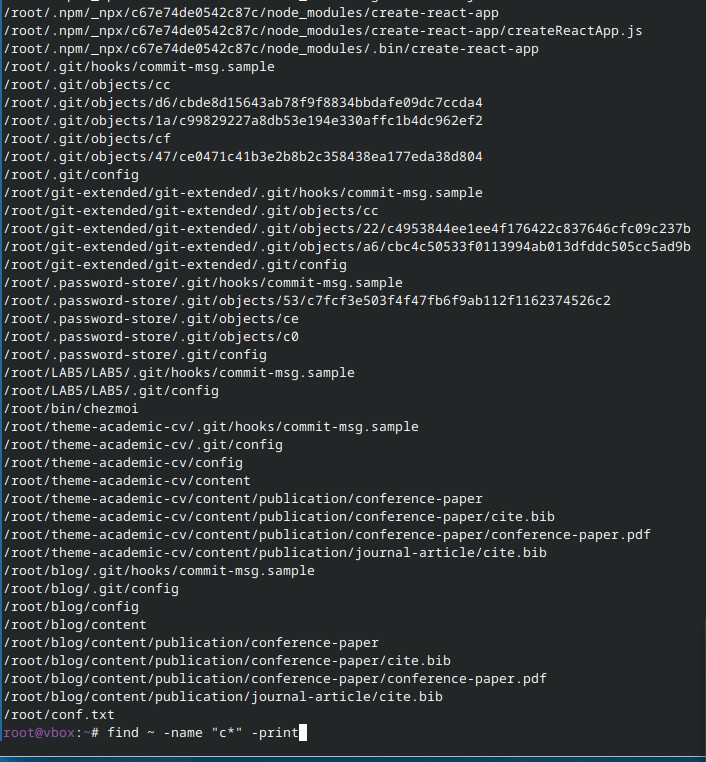 /root/.npm/_npx/c67e74de0542c87c/node_modules/create-react-app
/root/.npm/_npx/c67e74de0542c87c/node_modules/create-react-app/createReactApp.js
/root/.npm/_npx/c67e74de0542c87c/node_modules/.bin/create-react-app
/root/.git/hooks/commit-msg.sample
/root/.git/objects/cc
/root/.git/objects/d6/cbde8d15643ab78f9f8834bbdafe09dc7ccda4
/root/.git/objects/1a/c99829227a8db53e194e330affc1b4dc962ef2
/root/.git/objects/cf
/root/.git/objects/47/ce0471c41b3e2b8b2c358438ea177eda38d804
/root/.git/config
/root/git-extended/git-extended/.git/hooks/commit-msg.sample
/root/git-extended/git-extended/.git/objects/cc
/root/git-extended/git-extended/.git/objects/22/c4953844ee1ee4f176422c837646cfc09c237b
/root/git-extended/git-extended/.git/objects/a6/cbc4c50533f0113994ab013dfddc505cc5ad9b
/root/git-extended/git-extended/.git/config
/root/.password-store/.git/hooks/commit-msg.sample
/root/.password-store/.git/objects/53/c7fcf3e503f4f47fb6f9ab112f1162374526c2
/root/.password-store/.git/objects/ce
/root/.password-store/.git/objects/c0
/root/.password-store/.git/config
/root/LAB5/LAB5/.git/hooks/commit-msg.sample
/root/LAB5/LAB5/.git/config
/root/bin/chezmoi
/root/theme-academic-cv/.git/hooks/commit-msg.sample
/root/theme-academic-cv/.git/config
/root/theme-academic-cv/config
/root/theme-academic-cv/content
/root/theme-academic-cv/content/publication/conference-paper
/root/theme-academic-cv/content/publication/conference-paper/cite.bib
/root/theme-academic-cv/content/publication/conference-paper/conference-paper.pdf
/root/theme-academic-cv/content/publication/journal-article/cite.bib
/root/blog/.git/hooks/commit-msg.sample
/root/blog/.git/config
/root/blog/config
/root/blog/content
/root/blog/content/publication/conference-paper
/root/blog/content/publication/conference-paper/cite.bib
/root/blog/content/publication/conference-paper/conference-paper.pdf
/root/blog/content/publication/journal-article/cite.bib
/root/conf.txt
root@vbox:~# find ~ -name "c*" -print